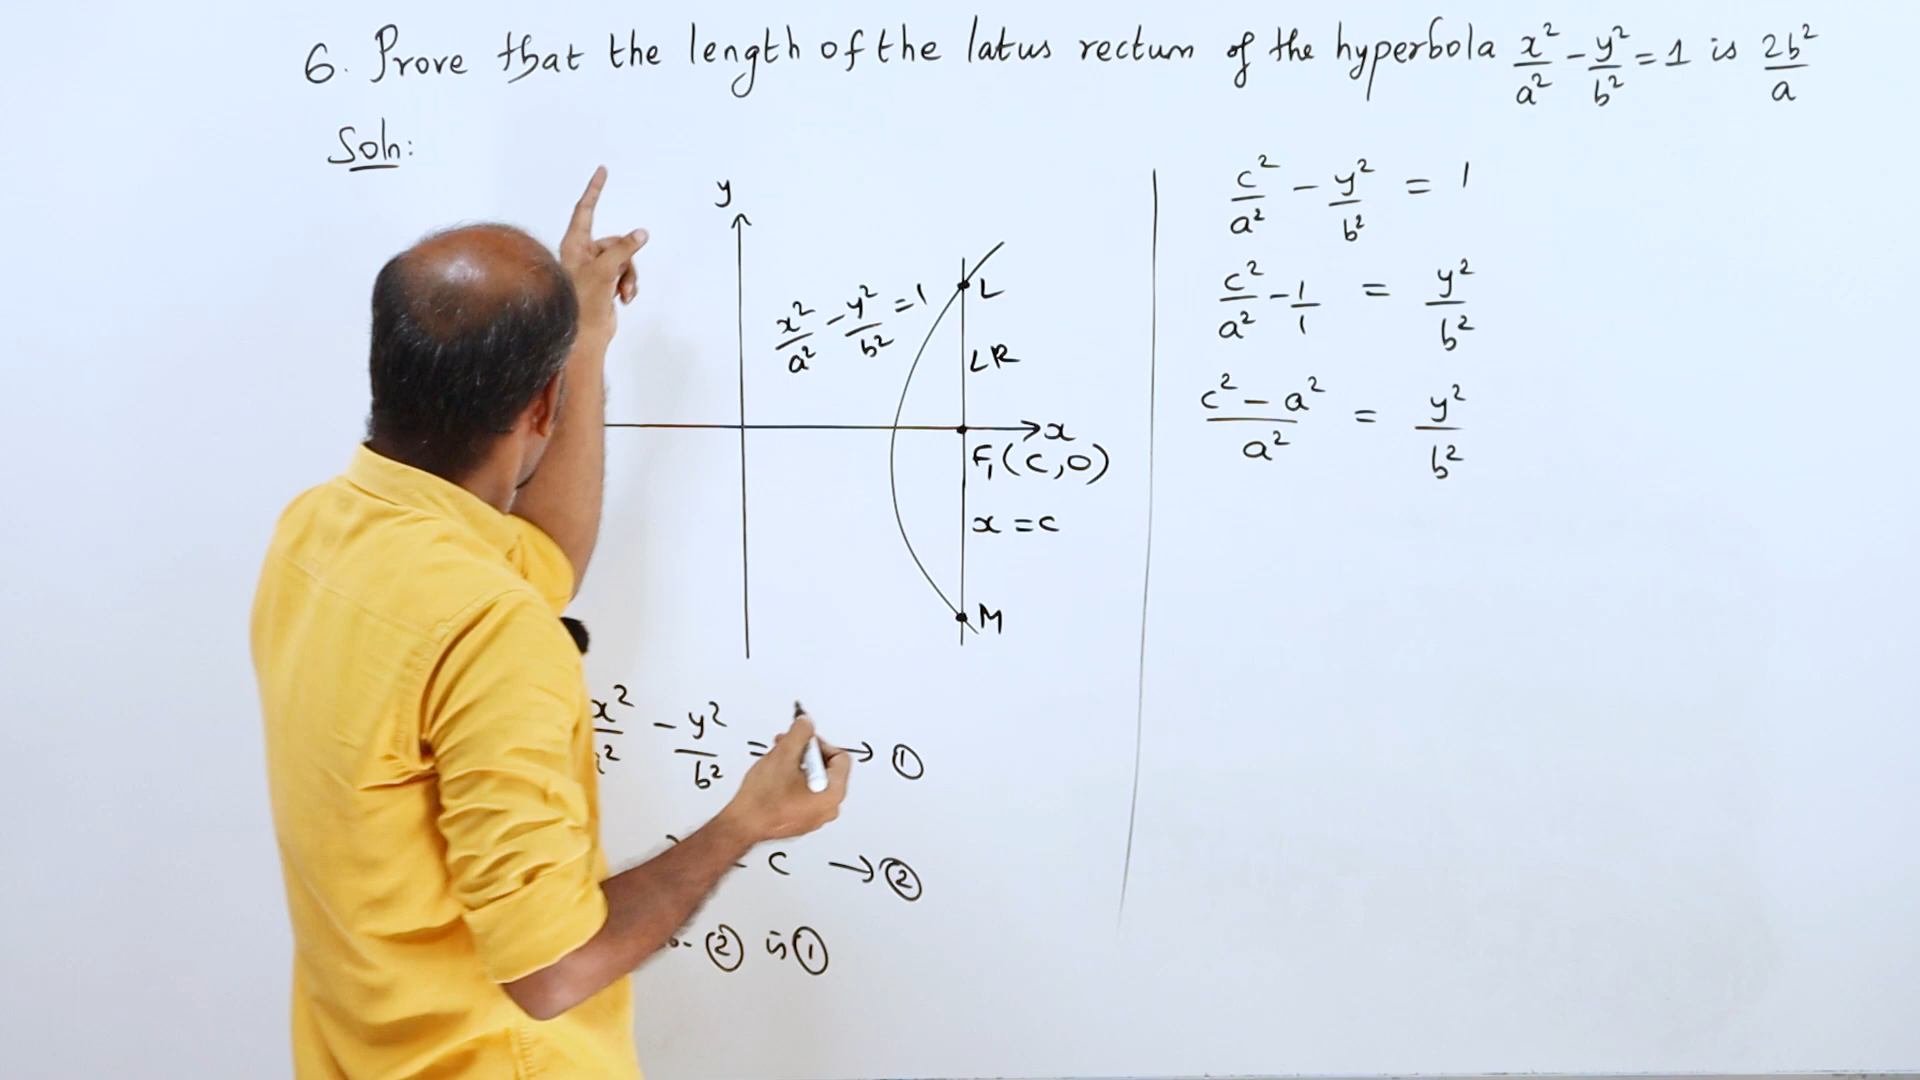 6. Prove that the length of the latus rectum of the hyperbola x²/a² - y²/b² = 1 is 2b²/a
Soln:
y
x²/a² - y²/b² = 1
L
LR
x
F₁(c,0)
x = c
M
x²/ ² - y²/b² = → ①
c → ②
② in ①
c²/a² - y²/b² = 1
c²/a² - 1/1 = y²/b²
c² - a²/a² = y²/b²